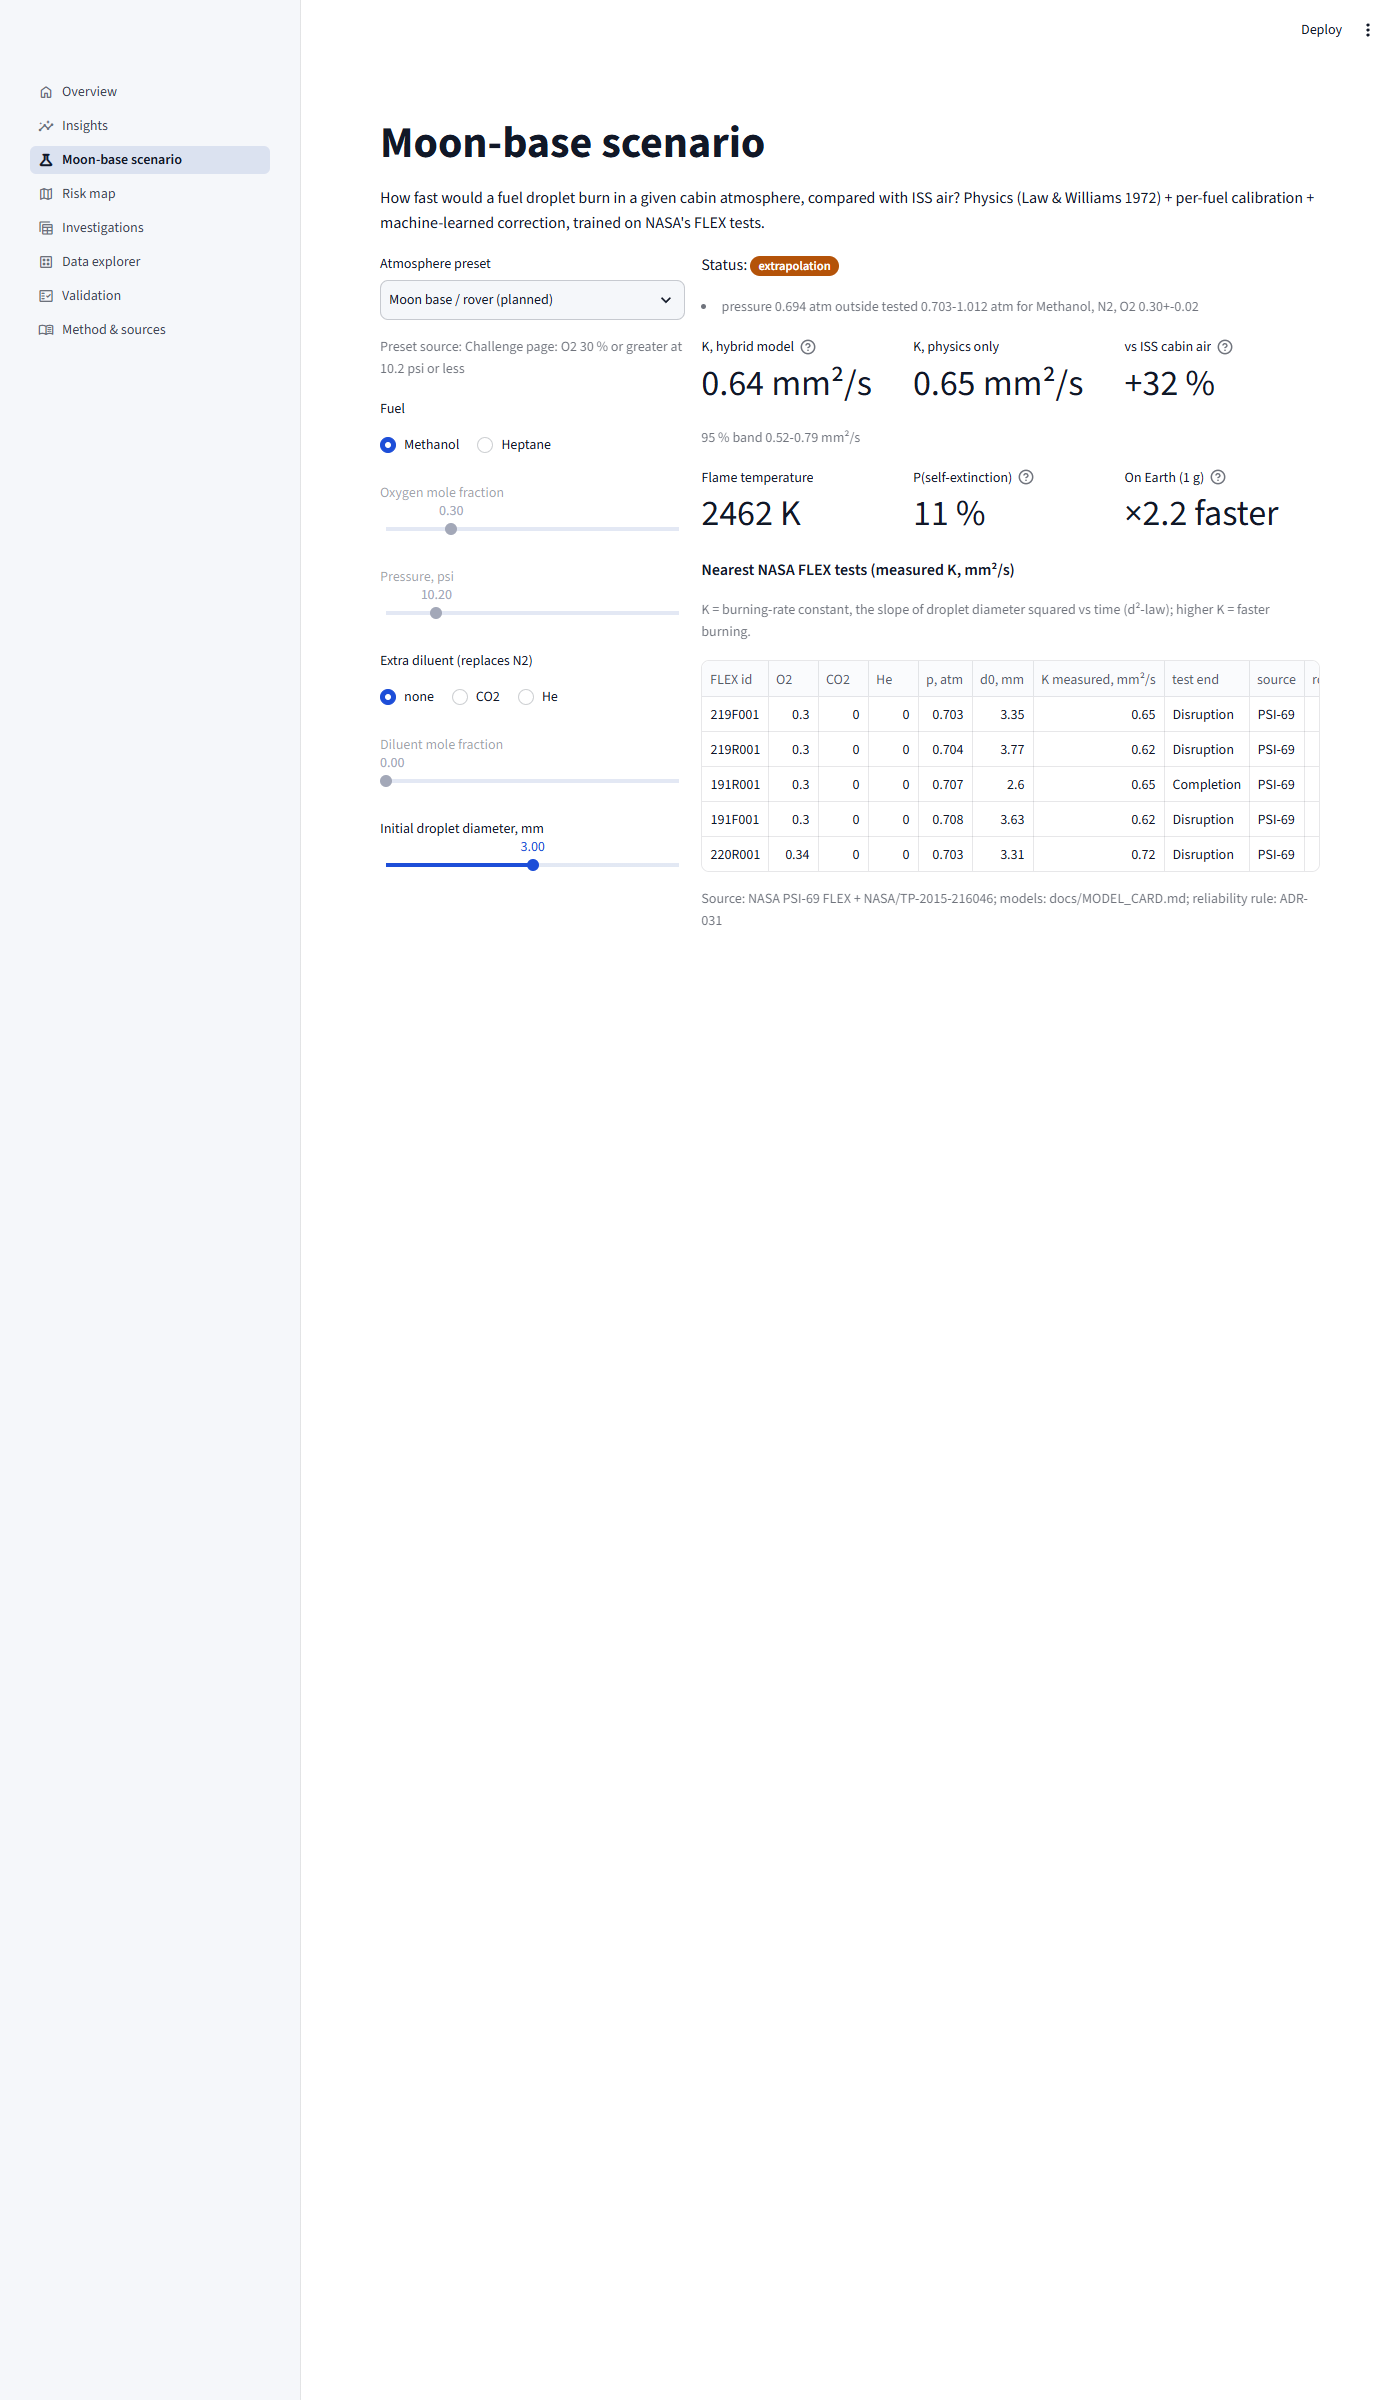 Deploy
Overview
Insights
Moon-base scenario
Risk map
Investigations
Data explorer
Validation
Method & sources
Moon-base scenario
How fast would a fuel droplet burn in a given cabin atmosphere, compared with ISS air? Physics (Law & Williams 1972) + per-fuel calibration +
machine-learned correction, trained on NASA's FLEX tests.
Atmosphere preset
Moon base / rover (planned)
Preset source: Challenge page: O2 30 % or greater at
10.2 psi or less
Fuel
Methanol Heptane
Oxygen mole fraction
0.30
Pressure, psi
10.20
Extra diluent (replaces N2)
none CO2 He
Diluent mole fraction
0.00
Initial droplet diameter, mm
3.00
Status: extrapolation
• pressure 0.694 atm outside tested 0.703-1.012 atm for Methanol, N2, O2 0.30+-0.02
K, hybrid model K, physics only vs ISS cabin air
0.64 mm²/s 0.65 mm²/s +32 %
95 % band 0.52-0.79 mm²/s
Flame temperature P(self-extinction) On Earth (1 g)
2462 K 11 % ×2.2 faster
Nearest NASA FLEX tests (measured K, mm²/s)
K = burning-rate constant, the slope of droplet diameter squared vs time (d²-law); higher K = faster
burning.
FLEX id O2 CO2 He p, atm d0, mm K measured, mm²/s test end source
219F001 0.3 0 0 0.703 3.35 0.65 Disruption PSI-69
219R001 0.3 0 0 0.704 3.77 0.62 Disruption PSI-69
191R001 0.3 0 0 0.707 2.6 0.65 Completion PSI-69
191F001 0.3 0 0 0.708 3.63 0.62 Disruption PSI-69
220R001 0.34 0 0 0.703 3.31 0.72 Disruption PSI-69
Source: NASA PSI-69 FLEX + NASA/TP-2015-216046; models: docs/MODEL_CARD.md; reliability rule: ADR-
031